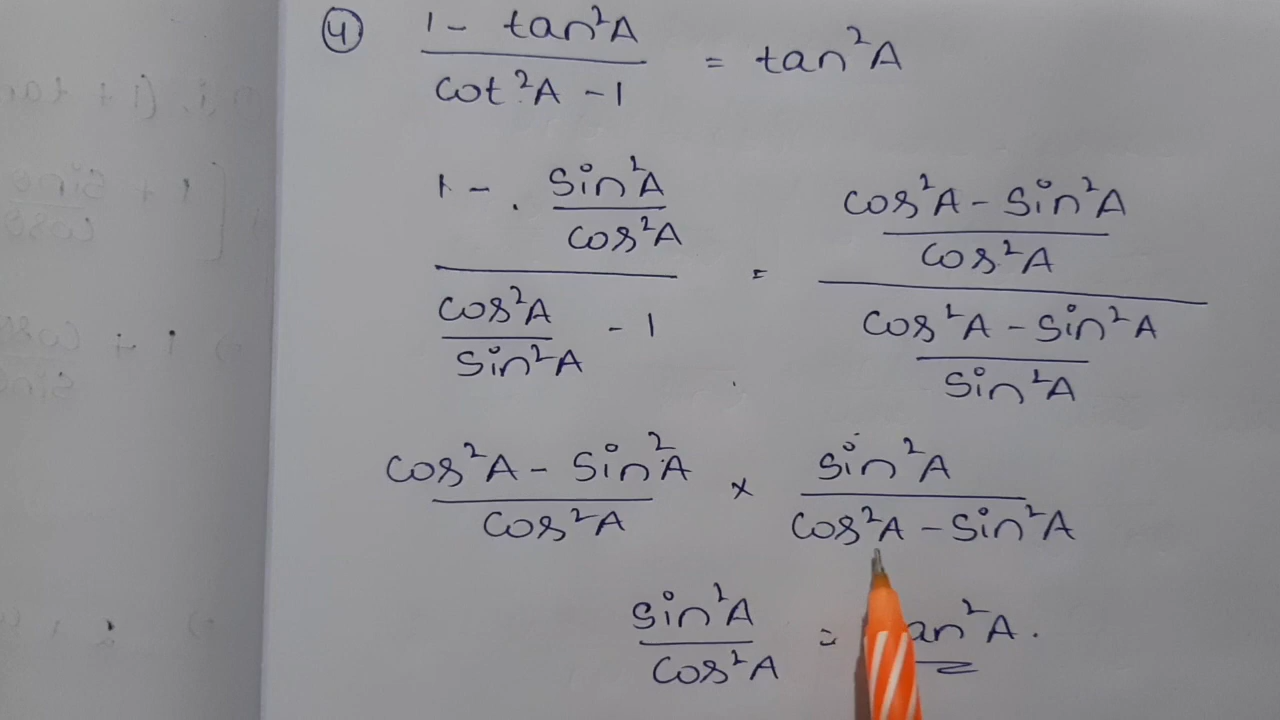 ④ 1 - tan²A / cot²A - 1 = tan²A
1 - sin²A / cos²A = cos²A - sin²A / cos²A
cos²A / sin²A - 1 cos²A - sin²A / sin²A
cos²A - sin²A / cos²A × sin²A / cos²A - sin²A
sin²A / cos²A = an²A.